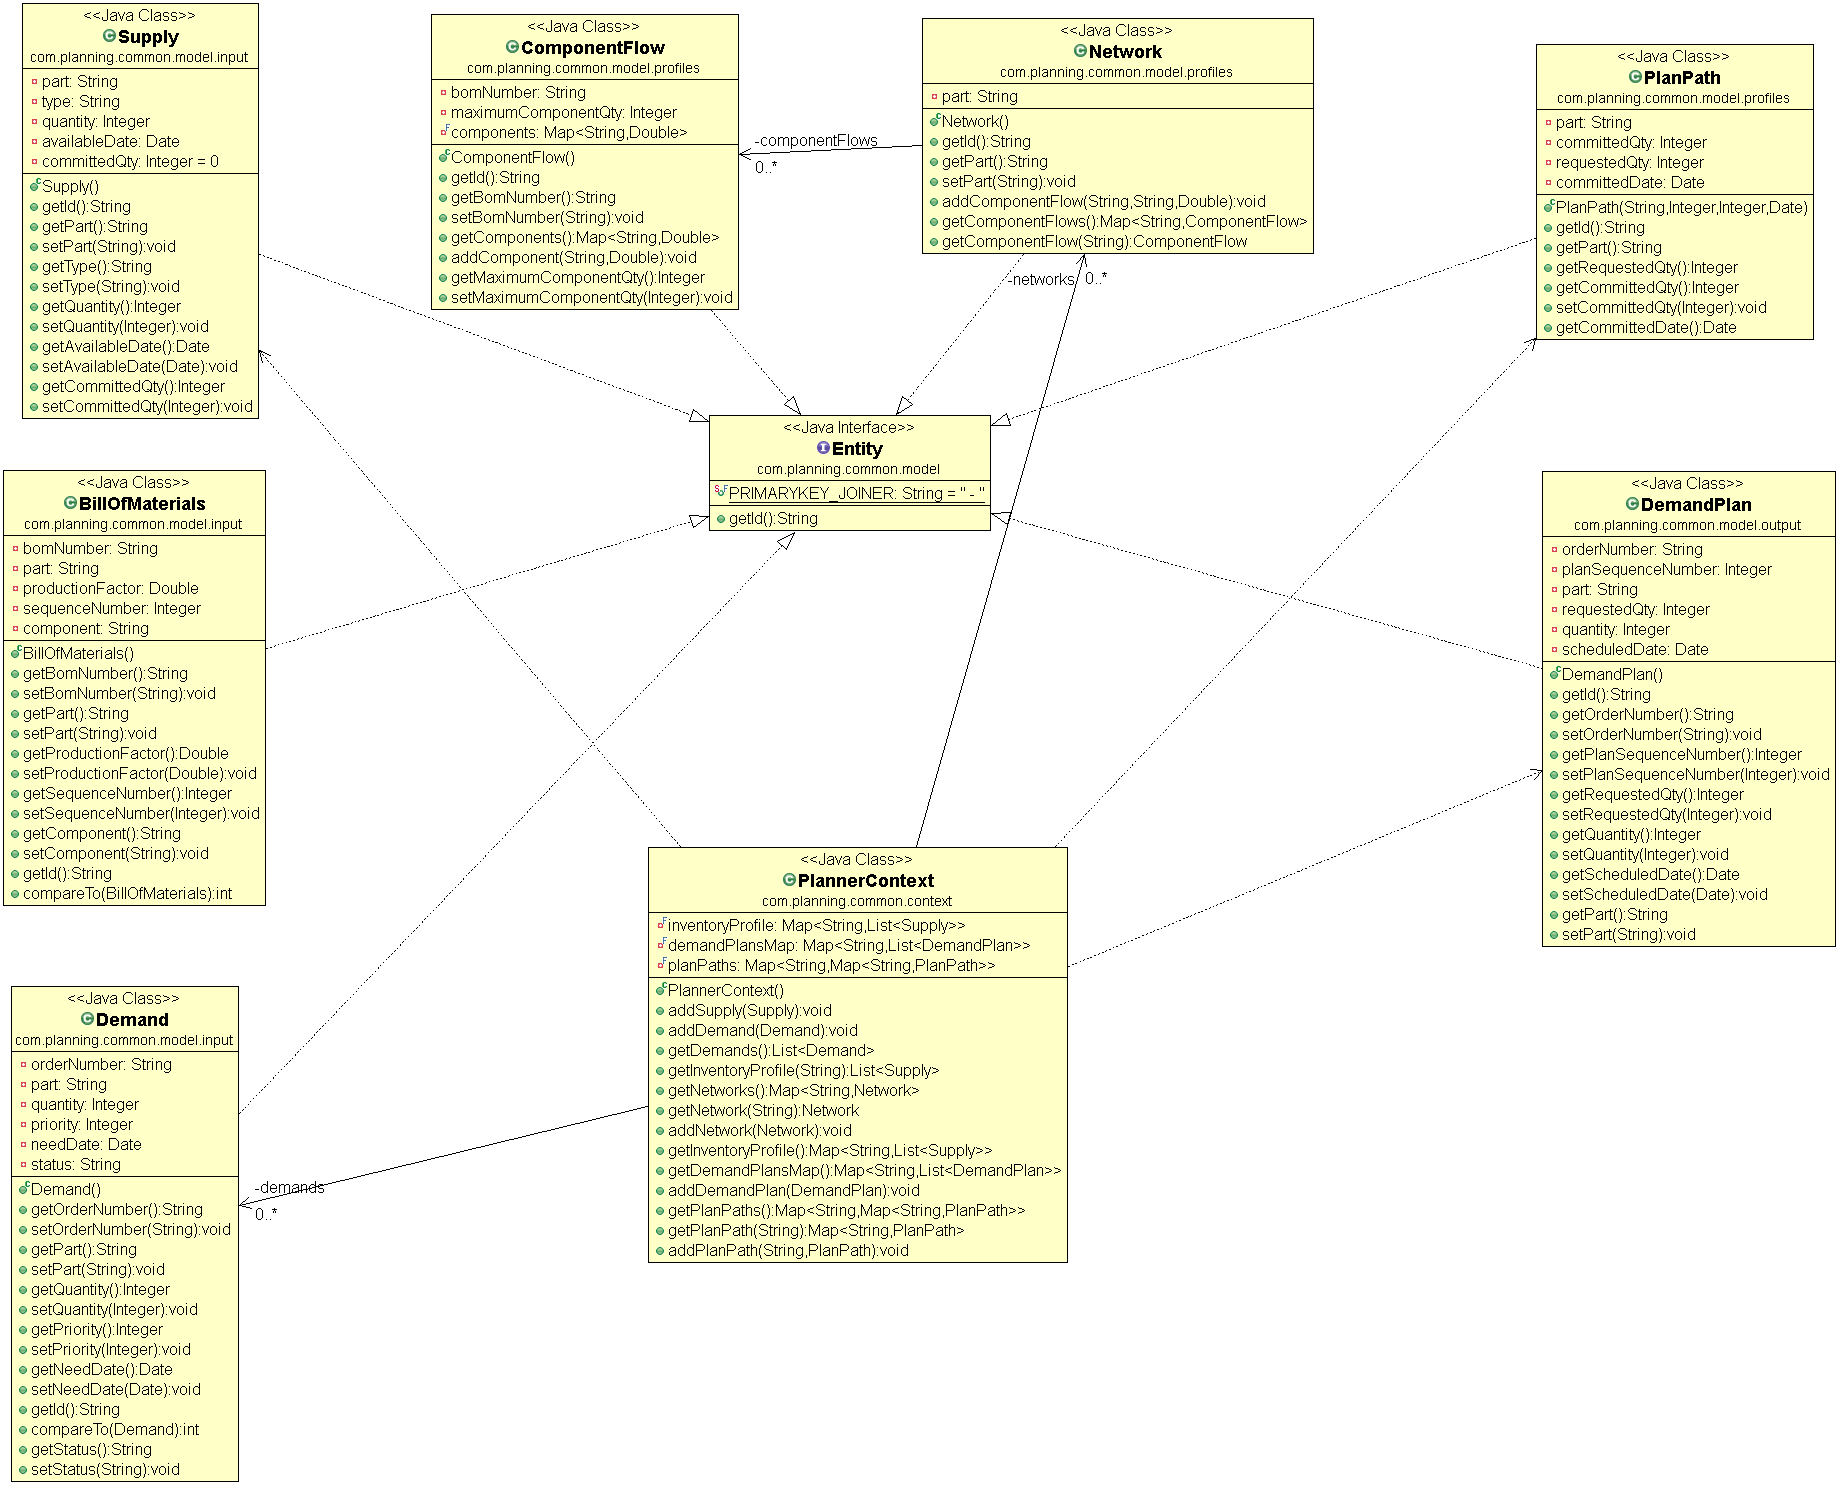 <<Java Class>>
Supply
com.planning.common.model.input
part: String
type: String
quantity: Integer
availableDate: Date
committedQty: Integer = 0
Supply()
getId():String
getPart():String
setPart(String):void
getType():String
setType(String):void
getQuantity():Integer
setQuantity(Integer):void
getAvailableDate():Date
setAvailableDate(Date):void
getCommittedQty():Integer
setCommittedQty(Integer):void
<<Java Class>>
ComponentFlow
com.planning.common.model.profiles
bomNumber: String
maximumComponentQty: Integer
components: Map<String,Double>
ComponentFlow()
getId():String
getBomNumber():String
setBomNumber(String):void
getComponents():Map<String,Double>
addComponent(String,Double):void
getMaximumComponentQty():Integer
setMaximumComponentQty(Integer):void
-componentFlows
0..*
<<Java Class>>
Network
com.planning.common.model.profiles
part: String
Network()
getId():String
getPart():String
setPart(String):void
addComponentFlow(String,String,Double):void
getComponentFlows():Map<String,ComponentFlow>
getComponentFlow(String):ComponentFlow
-networks
0..*
<<Java Class>>
PlanPath
com.planning.common.model.profiles
part: String
committedQty: Integer
requestedQty: Integer
committedDate: Date
PlanPath(String,Integer,Integer,Date)
getId():String
getPart():String
getRequestedQty():Integer
getCommittedQty():Integer
setCommittedQty(Integer):void
getCommittedDate():Date
<<Java Interface>>
Entity
com.planning.common.model
PRIMARYKEY_JOINER: String = " - "
getId():String
<<Java Class>>
BillOfMaterials
com.planning.common.model.input
bomNumber: String
part: String
productionFactor: Double
sequenceNumber: Integer
component: String
BillOfMaterials()
getBomNumber():String
setBomNumber(String):void
getPart():String
setPart(String):void
getProductionFactor():Double
setProductionFactor(Double):void
getSequenceNumber():Integer
setSequenceNumber(Integer):void
getComponent():String
setComponent(String):void
getId():String
compareTo(BillOfMaterials):int
<<Java Class>>
DemandPlan
com.planning.common.model.output
orderNumber: String
planSequenceNumber: Integer
part: String
requestedQty: Integer
quantity: Integer
scheduledDate: Date
DemandPlan()
getId():String
getOrderNumber():String
setOrderNumber(String):void
getPlanSequenceNumber():Integer
setPlanSequenceNumber(Integer):void
getRequestedQty():Integer
setRequestedQty(Integer):void
getQuantity():Integer
setQuantity(Integer):void
getScheduledDate():Date
setScheduledDate(Date):void
getPart():String
setPart(String):void
<<Java Class>>
PlannerContext
com.planning.common.context
inventoryProfile: Map<String,List<Supply>>
demandPlansMap: Map<String,List<DemandPlan>>
planPaths: Map<String,Map<String,PlanPath>>
PlannerContext()
addSupply(Supply):void
addDemand(Demand):void
getDemands():List<Demand>
getInventoryProfile(String):List<Supply>
getNetworks():Map<String,Network>
getNetwork(String):Network
addNetwork(Network):void
getInventoryProfile():Map<String,List<Supply>>
getDemandPlansMap():Map<String,List<DemandPlan>>
addDemandPlan(DemandPlan):void
getPlanPaths():Map<String,Map<String,PlanPath>>
getPlanPath(String):Map<String,PlanPath>
addPlanPath(String,PlanPath):void
<<Java Class>>
Demand
com.planning.common.model.input
orderNumber: String
part: String
quantity: Integer
priority: Integer
needDate: Date
status: String
Demand()
getOrderNumber():String
setOrderNumber(String):void
getPart():String
setPart(String):void
getQuantity():Integer
setQuantity(Integer):void
getPriority():Integer
setPriority(Integer):void
getNeedDate():Date
setNeedDate(Date):void
getId():String
compareTo(Demand):int
getStatus():String
setStatus(String):void
-demands
0..*